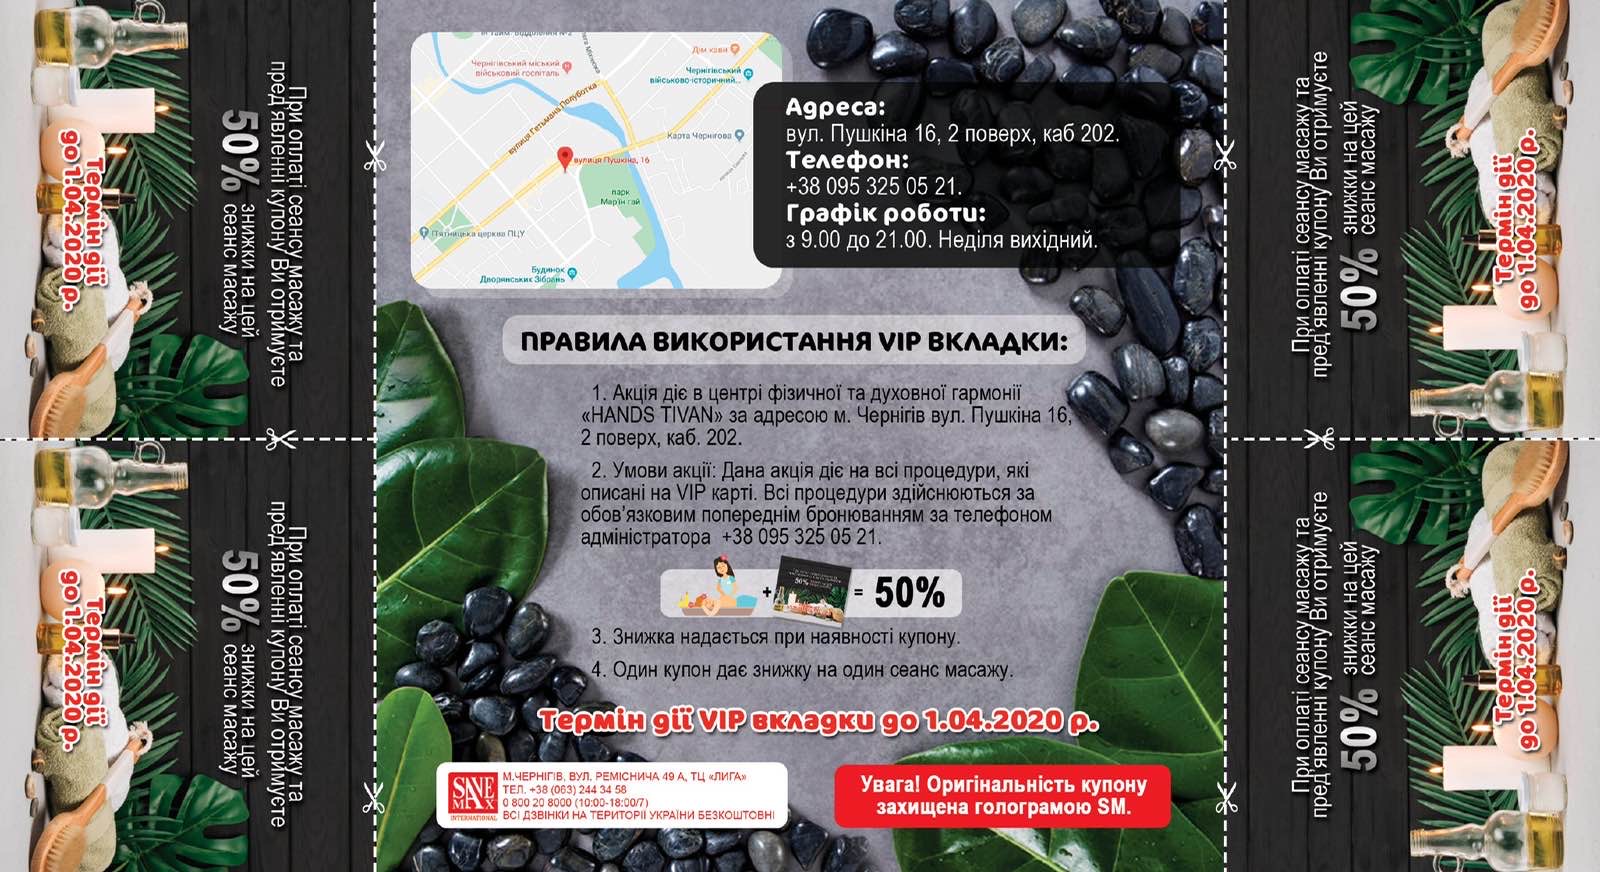 При оплаті сеансу масажу та
пред'явленні купону Ви отримуєте
50% знижки на цей
сеанс масажу
Термін дії
до 1.04.2020 р.
При оплаті сеансу масажу та
пред'явленні купону Ви отримуєте
50% знижки на цей
сеанс масажу
Термін дії
до 1.04.2020 р.
Дім кави
Чернігівський міський
військовий госпіталь
Чернігівський
військово-історичний...
вулиця Гетьмана Полуботка
Карта Чернігова
вулиця Пушкіна, 16
парк
Мар'їн гай
П'ятницька церква ПЦУ
Будинок
Дворянських Зібрань
Адреса:
вул. Пушкіна 16, 2 поверх, каб 202.
Телефон:
+38 095 325 05 21.
Графік роботи:
з 9.00 до 21.00. Неділя вихідний.
ПРАВИЛА ВИКОРИСТАННЯ VIP ВКЛАДКИ:
1. Акція діє в центрі фізичної та духовної гармонії
«HANDS TIVAN» за адресою м. Чернігів вул. Пушкіна 16,
2 поверх, каб. 202.
2. Умови акції: Дана акція діє на всі процедури, які
описані на VIP карті. Всі процедури здійснюються за
обов'язковим попереднім бронюванням за телефоном
адміністратора +38 095 325 05 21.
+ 50% = 50%
3. Знижка надається при наявності купону.
4. Один купон дає знижку на один сеанс масажу.
Термін дії VIP вкладки до 1.04.2020 р.
SANE
MAX
INTERNATIONAL
М.ЧЕРНІГІВ, ВУЛ. РЕМІСНИЧА 49 А, ТЦ «ЛИГА»
ТЕЛ. +38 (063) 244 34 58
0 800 20 8000 (10:00-18:00/7)
ВСІ ДЗВІНКИ НА ТЕРИТОРІЇ УКРАЇНИ БЕЗКОШТОВНІ
Увага! Оригінальність купону
захищена голограмою SM.
При оплаті сеансу масажу та
пред'явленні купону Ви отримуєте
50% знижки на цей
сеанс масажу
Термін дії
до 1.04.2020 р.
При оплаті сеансу масажу та
пред'явленні купону Ви отримуєте
50% знижки на цей
сеанс масажу
Термін дії
до 1.04.2020 р.